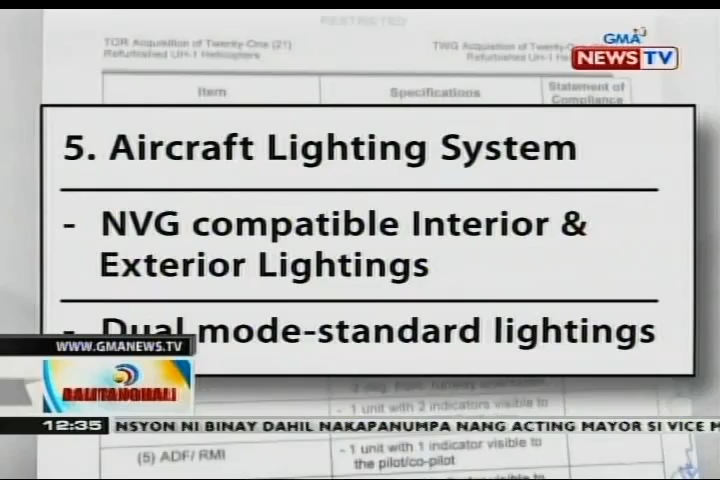 RESTRICTED
TOR Acquisition of Twenty-One (21)
Refurbished UH-1 Helicopters
TWG Acquisition of Twenty-
Refurbished UH-1
GMA
NEWS TV
Item
Specifications
Statement of
Compliance
5. Aircraft Lighting System
- NVG compatible Interior &
Exterior Lightings
- Dual mode-standard lightings
WWW.GMANEWS.TV
BALITANGHALI
- 1 unit with 2 indicators visible to
12:35
NSYON NI BINAY DAHIL NAKAPANUMPA NANG ACTING MAYOR SI VICE M
(5) ADF/ RMI
- 1 unit with 1 indicator visible to
the pilot/co-pilot